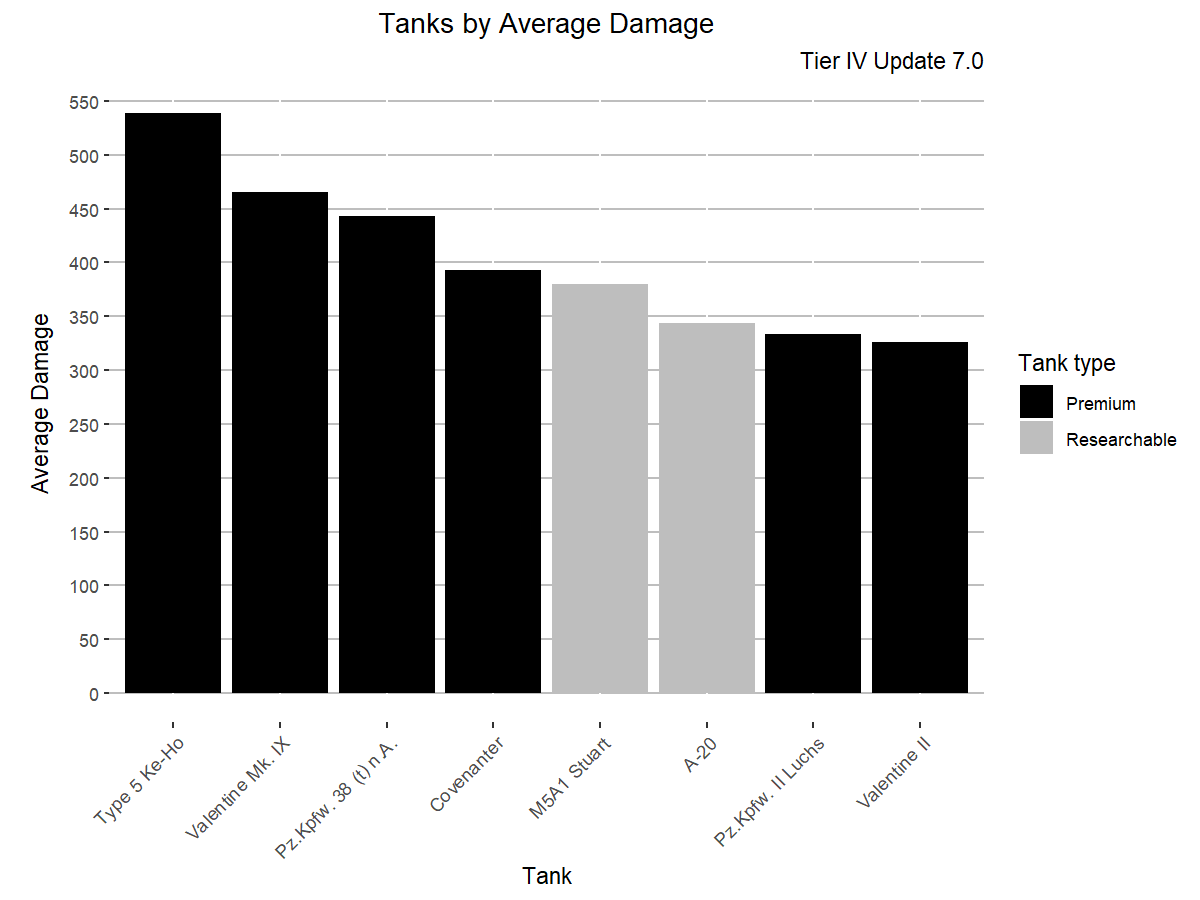 Tanks by Average Damage
Tier IV Update 7.0
Average Damage
550
500
450
400
350
300
250
200
150
100
50
0
Type 5 Ke-Ho
Valentine Mk. IX
Pz.Kpfw. 38 (t) n.A.
Covenanter
M5A1 Stuart
A-20
Pz.Kpfw. II Luchs
Valentine II
Tank
Tank type
Premium
Researchable